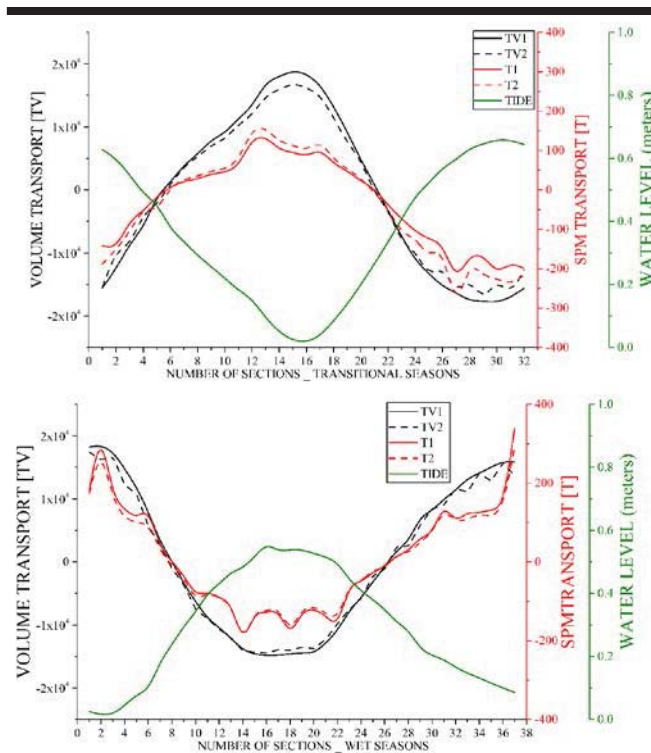 TV1
TV2
T1
T2
TIDE
VOLUME TRANSPORT [TV]
2x10⁴
1x10⁴
0
-1x10⁴
-2x10⁴
400
300
200
100
0
-100
-200
-300
-400
SPM TRANSPORT [T]
1.0
0.8
0.6
0.4
0.2
0.0
WATER LEVEL (meters)
0 2 4 6 8 10 12 14 16 18 20 22 24 26 28 30 32
NUMBER OF SECTIONS _ TRANSITIONAL SEASONS
TV1
TV2
T1
T2
TIDE
VOLUME TRANSPORT [TV]
2x10⁴
1x10⁴
0
-1x10⁴
-2x10⁴
400
200
0
-200
-400
SPMTRANSPORT [T]
1.0
0.8
0.6
0.4
0.2
0.0
WATER LEVEL (meters)
0 2 4 6 8 10 12 14 16 18 20 22 24 26 28 30 32 34 36 38
NUMBER OF SECTIONS _ WET SEASONS